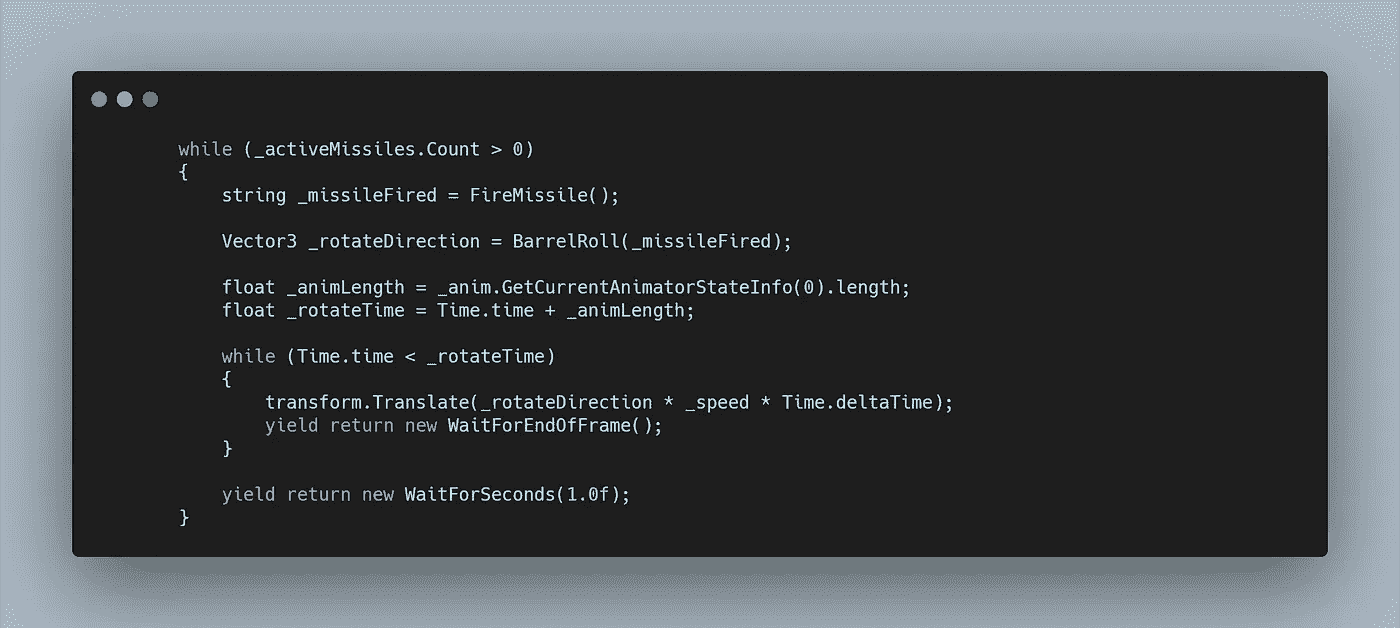 while (_activeMissiles.Count > 0)
{
    string _missileFired = FireMissile();
    Vector3 _rotateDirection = BarrelRoll(_missileFired);
    float _animLength = _anim.GetCurrentAnimatorStateInfo(0).length;
    float _rotateTime = Time.time + _animLength;
    while (Time.time < _rotateTime)
    {
        transform.Translate(_rotateDirection * _speed * Time.deltaTime);
        yield return new WaitForEndOfFrame();
    }
    yield return new WaitForSeconds(1.0f);
}